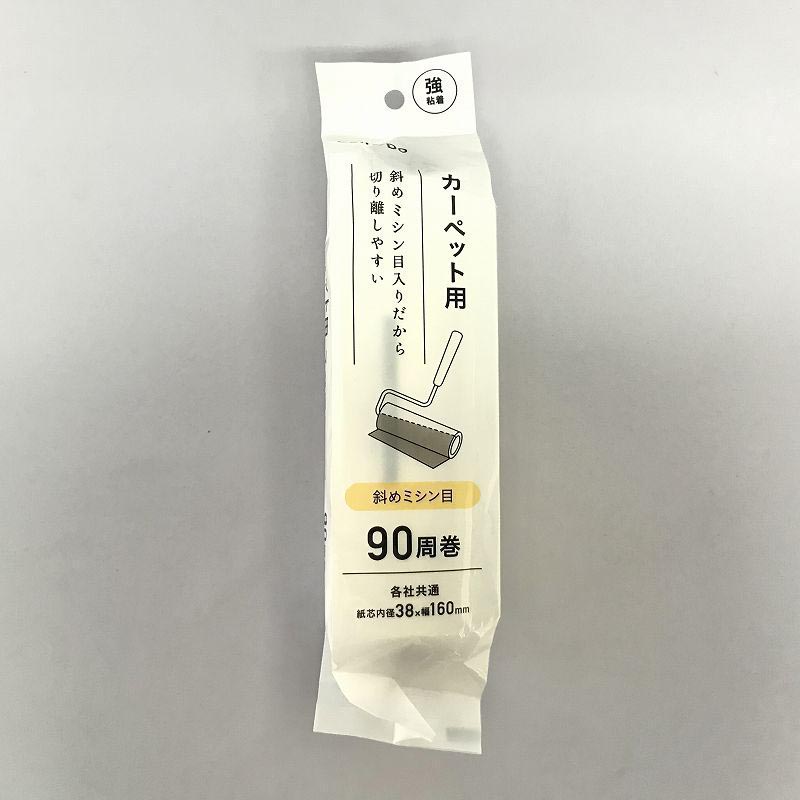 強
粘着
カーペット用
斜めミシン目入りだから
切り離しやすい
斜めミシン目
90周巻
各社共通
紙芯内径38×幅160mm